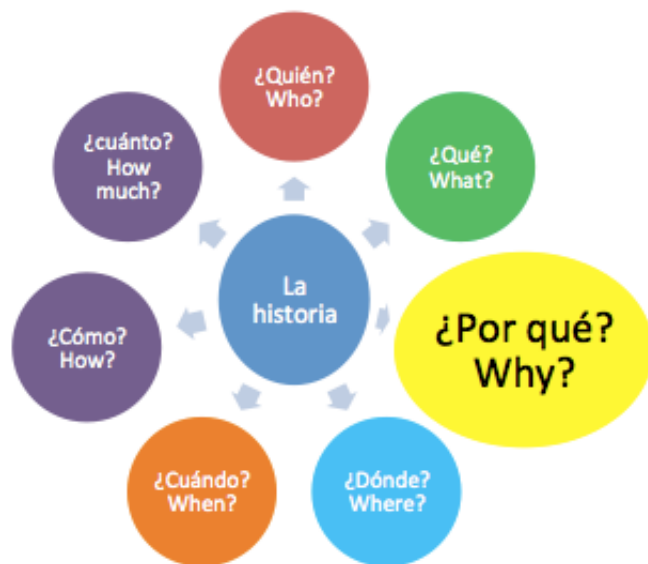 ¿Quién?
Who?
¿Qué?
What?
¿Por qué?
Why?
¿Dónde?
Where?
¿Cuándo?
When?
¿Cómo?
How?
¿cuánto?
How
much?
La
historia